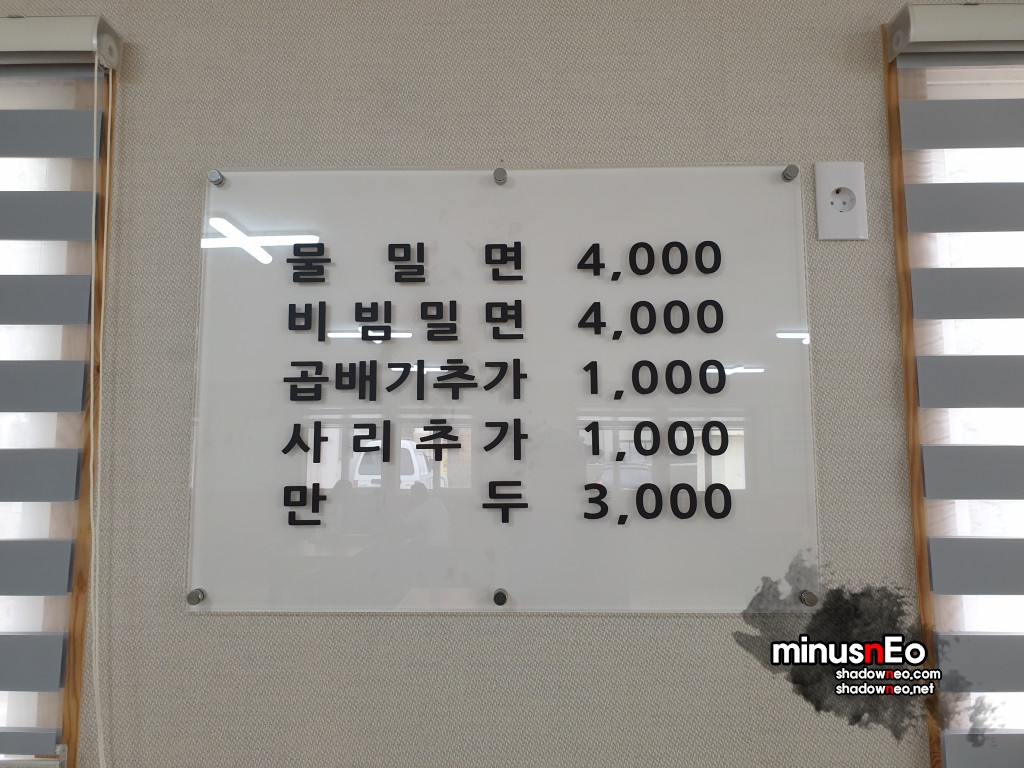 물밀면 4,000
비빔밀면 4,000
곱배기추가 1,000
사리추가 1,000
만두 3,000
minusnEo
shadowneo.com
shadowneo.net